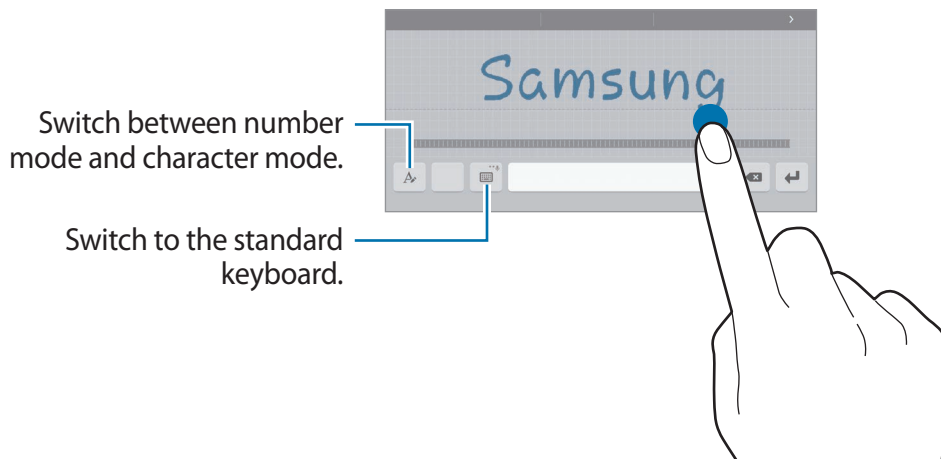 Samsung
Switch between number
mode and character mode.
Switch to the standard
keyboard.